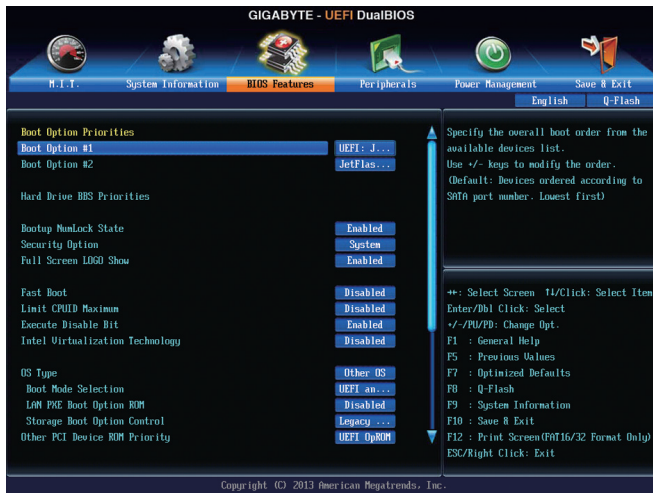 GIGABYTE - UEFI DualBIOS
M.I.T. System Information BIOS Features Peripherals Power Management Save & Exit
English Q-Flash
Boot Option Priorities
Boot Option #1 UEFI: J...
Boot Option #2 JetFlas...
Hard Drive BBS Priorities
Bootup NumLock State Enabled
Security Option System
Full Screen LOGO Show Enabled
Fast Boot Disabled
Limit CPUID Maximum Disabled
Execute Disable Bit Enabled
Intel Virtualization Technology Disabled
OS Type Other OS
Boot Mode Selection UEFI an...
LAN PXE Boot Option ROM Disabled
Storage Boot Option Control Legacy ...
Other PCI Device ROM Priority UEFI OpROM
Specify the overall boot order from the
available devices list.
Use +/- keys to modify the order.
(Default: Devices ordered according to
SATA port number. Lowest first)
→←: Select Screen ↑↓/Click: Select Item
Enter/Dbl Click: Select
+/-/PU/PD: Change Opt.
F1 : General Help
F5 : Previous Values
F7 : Optimized Defaults
F8 : Q-Flash
F9 : System Information
F10 : Save & Exit
F12 : Print Screen(FAT16/32 Format Only)
ESC/Right Click: Exit
Copyright (C) 2013 American Megatrends, Inc.